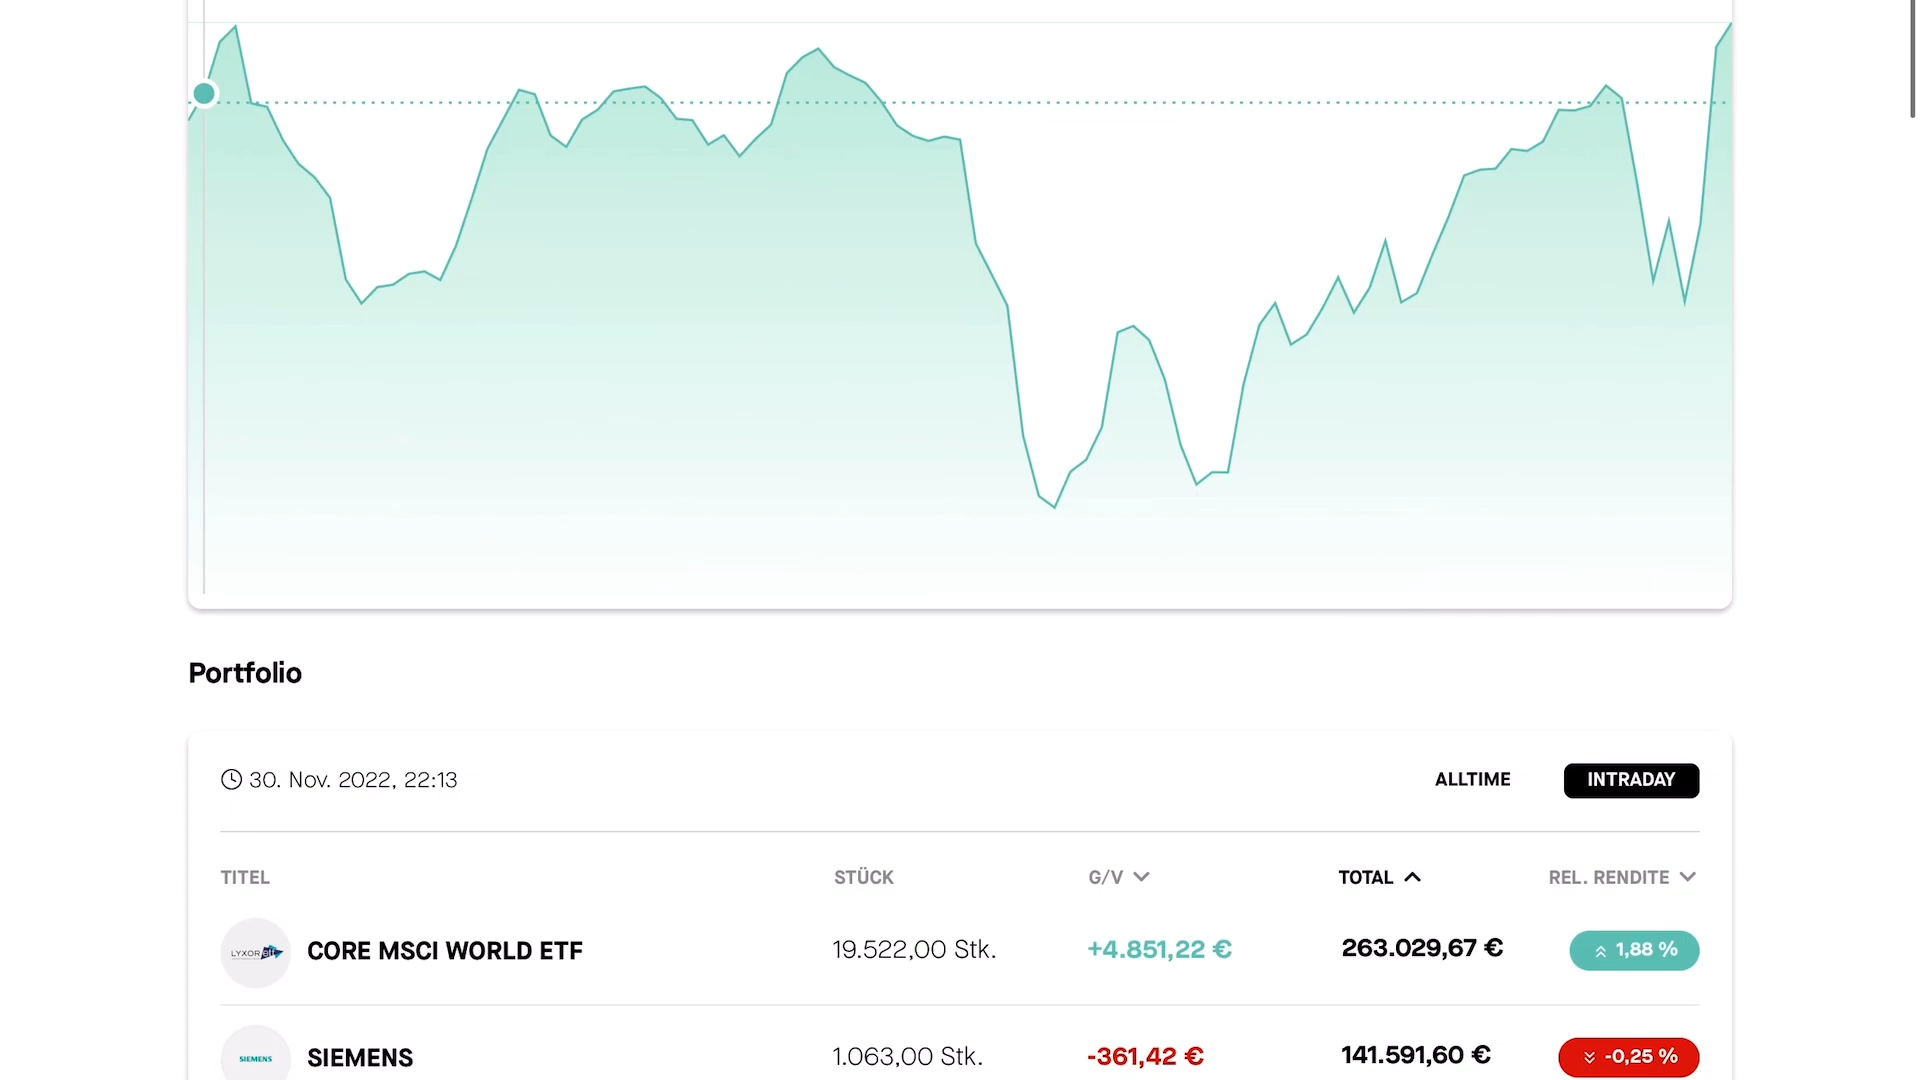 Portfolio
30. Nov. 2022, 22:13
ALLTIME
INTRADAY
TITEL STÜCK G/V TOTAL REL. RENDITE
LYXOR etf CORE MSCI WORLD ETF 19.522,00 Stk. +4.851,22 € 263.029,67 € 1,88 %
SIEMENS SIEMENS 1.063,00 Stk. -361,42 € 141.591,60 € -0,25 %